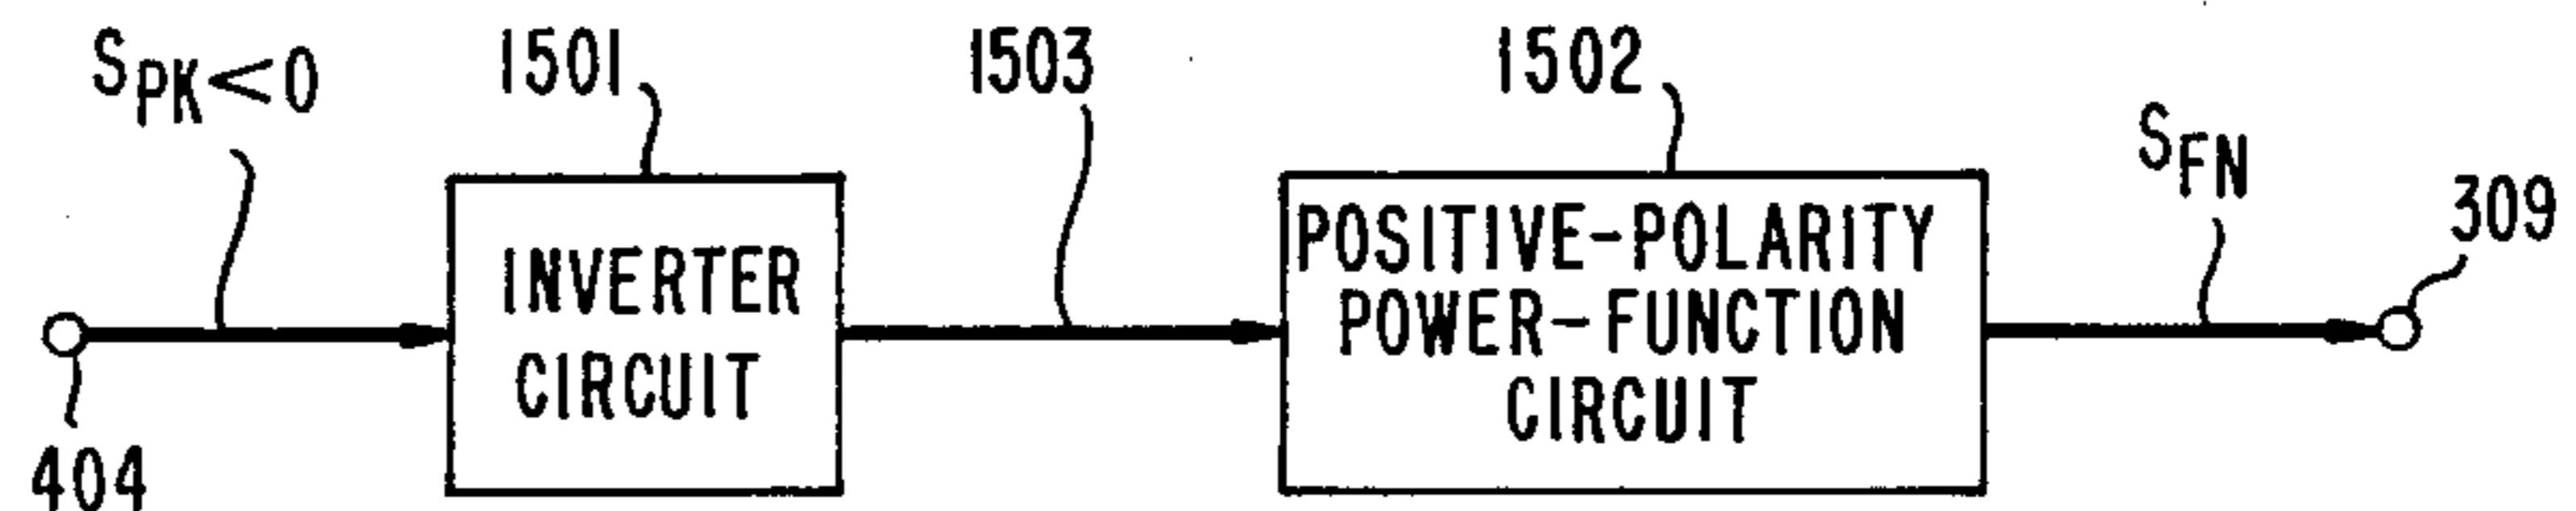 S_PK<0
1501
1503
1502
S_FN
309
INVERTER
CIRCUIT
POSITIVE-POLARITY
POWER-FUNCTION
CIRCUIT
404